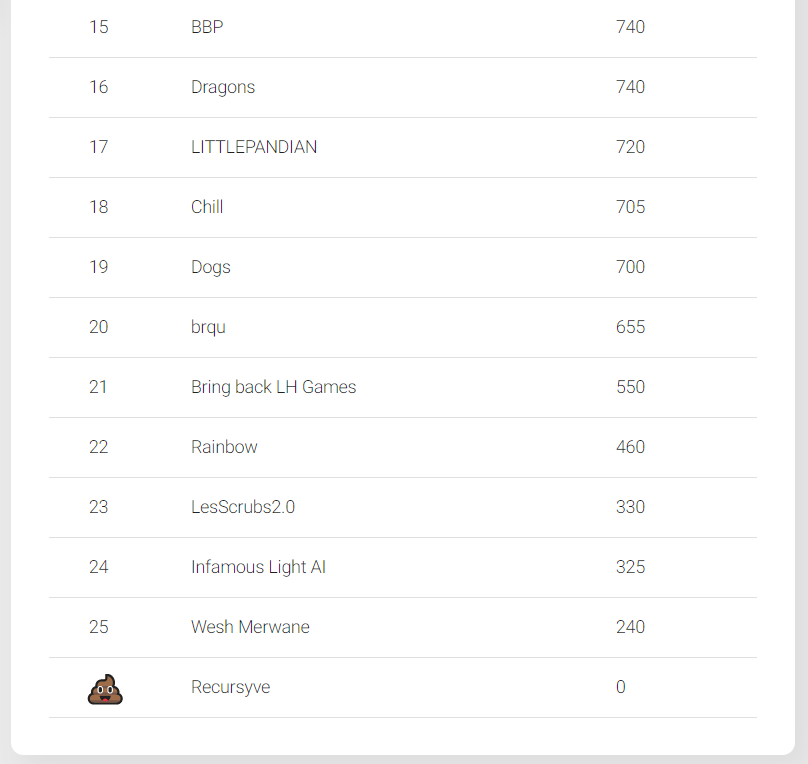 15 BBP 740
16 Dragons 740
17 LITTLEPANDIAN 720
18 Chill 705
19 Dogs 700
20 brqu 655
21 Bring back LH Games 550
22 Rainbow 460
23 LesScrubs2.0 330
24 Infamous Light AI 325
25 Wesh Merwane 240
Recursyve 0